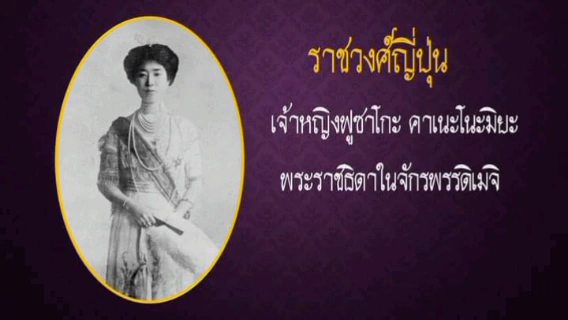 ราชวงศ์ญี่ปุ่น
เจ้าหญิงฟูซาโกะ คาเนะโนะมิยะ
พระราชธิดาในจักรพรรดิเมจิ